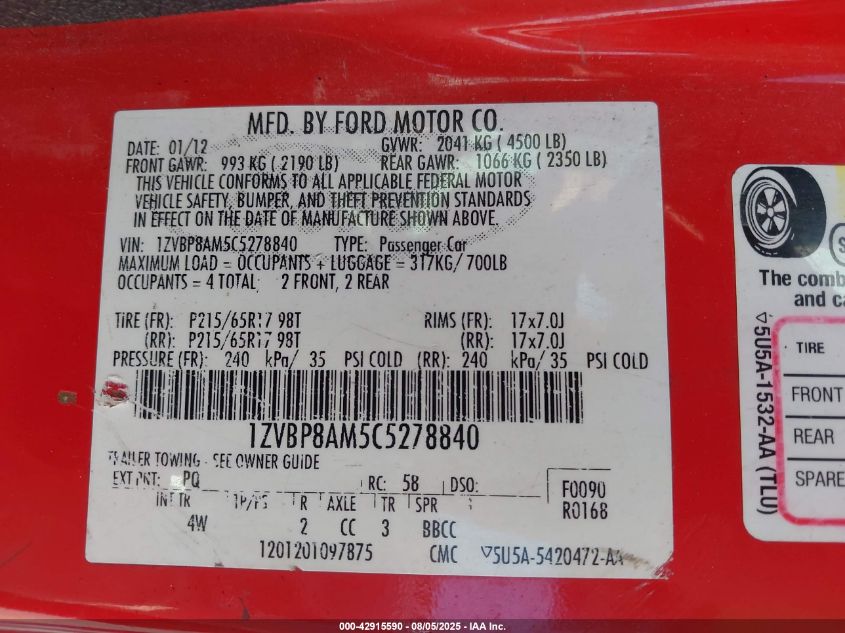 MFD. BY FORD MOTOR CO.
DATE: 01/12 GVWR: 2041 KG ( 4500 LB)
FRONT GAWR: 993 KG ( 2190 LB) REAR GAWR: 1066 KG ( 2350 LB)
THIS VEHICLE CONFORMS TO ALL APPLICABLE FEDERAL MOTOR
VEHICLE SAFETY, BUMPER, AND THEFT PREVENTION STANDARDS
IN EFFECT ON THE DATE OF MANUFACTURE SHOWN ABOVE.
VIN: 1ZVBP8AM5C5278840 TYPE: Passenger Car
MAXIMUM LOAD = OCCUPANTS + LUGGAGE = 317KG/ 700LB
OCCUPANTS = 4 TOTAL; 2 FRONT, 2 REAR
TIRE (FR): P215/65R17 98T RIMS (FR): 17x7.0J
(RR): P215/65R17 98T (RR): 17x7.0J
PRESSURE (FR): 240 kPa/ 35 PSI COLD (RR): 240 kPa/ 35 PSI COLD
1ZVBP8AM5C5278840
TRAILER TOWING - SEE OWNER GUIDE
EXT PNT: PQ RC: 58 DSO: F0090
INT TR TP/PS R AXLE TR SPR R0168
4W 2 CC 3 BBCC
1201201097875 CMC ▽5U5A-5420472-AA
The comb
and ca
▽5U5A-1532-AA (TLU)
TIRE
FRONT
REAR
SPARE
000-42915590 - 08/05/2025 - IAA Inc.